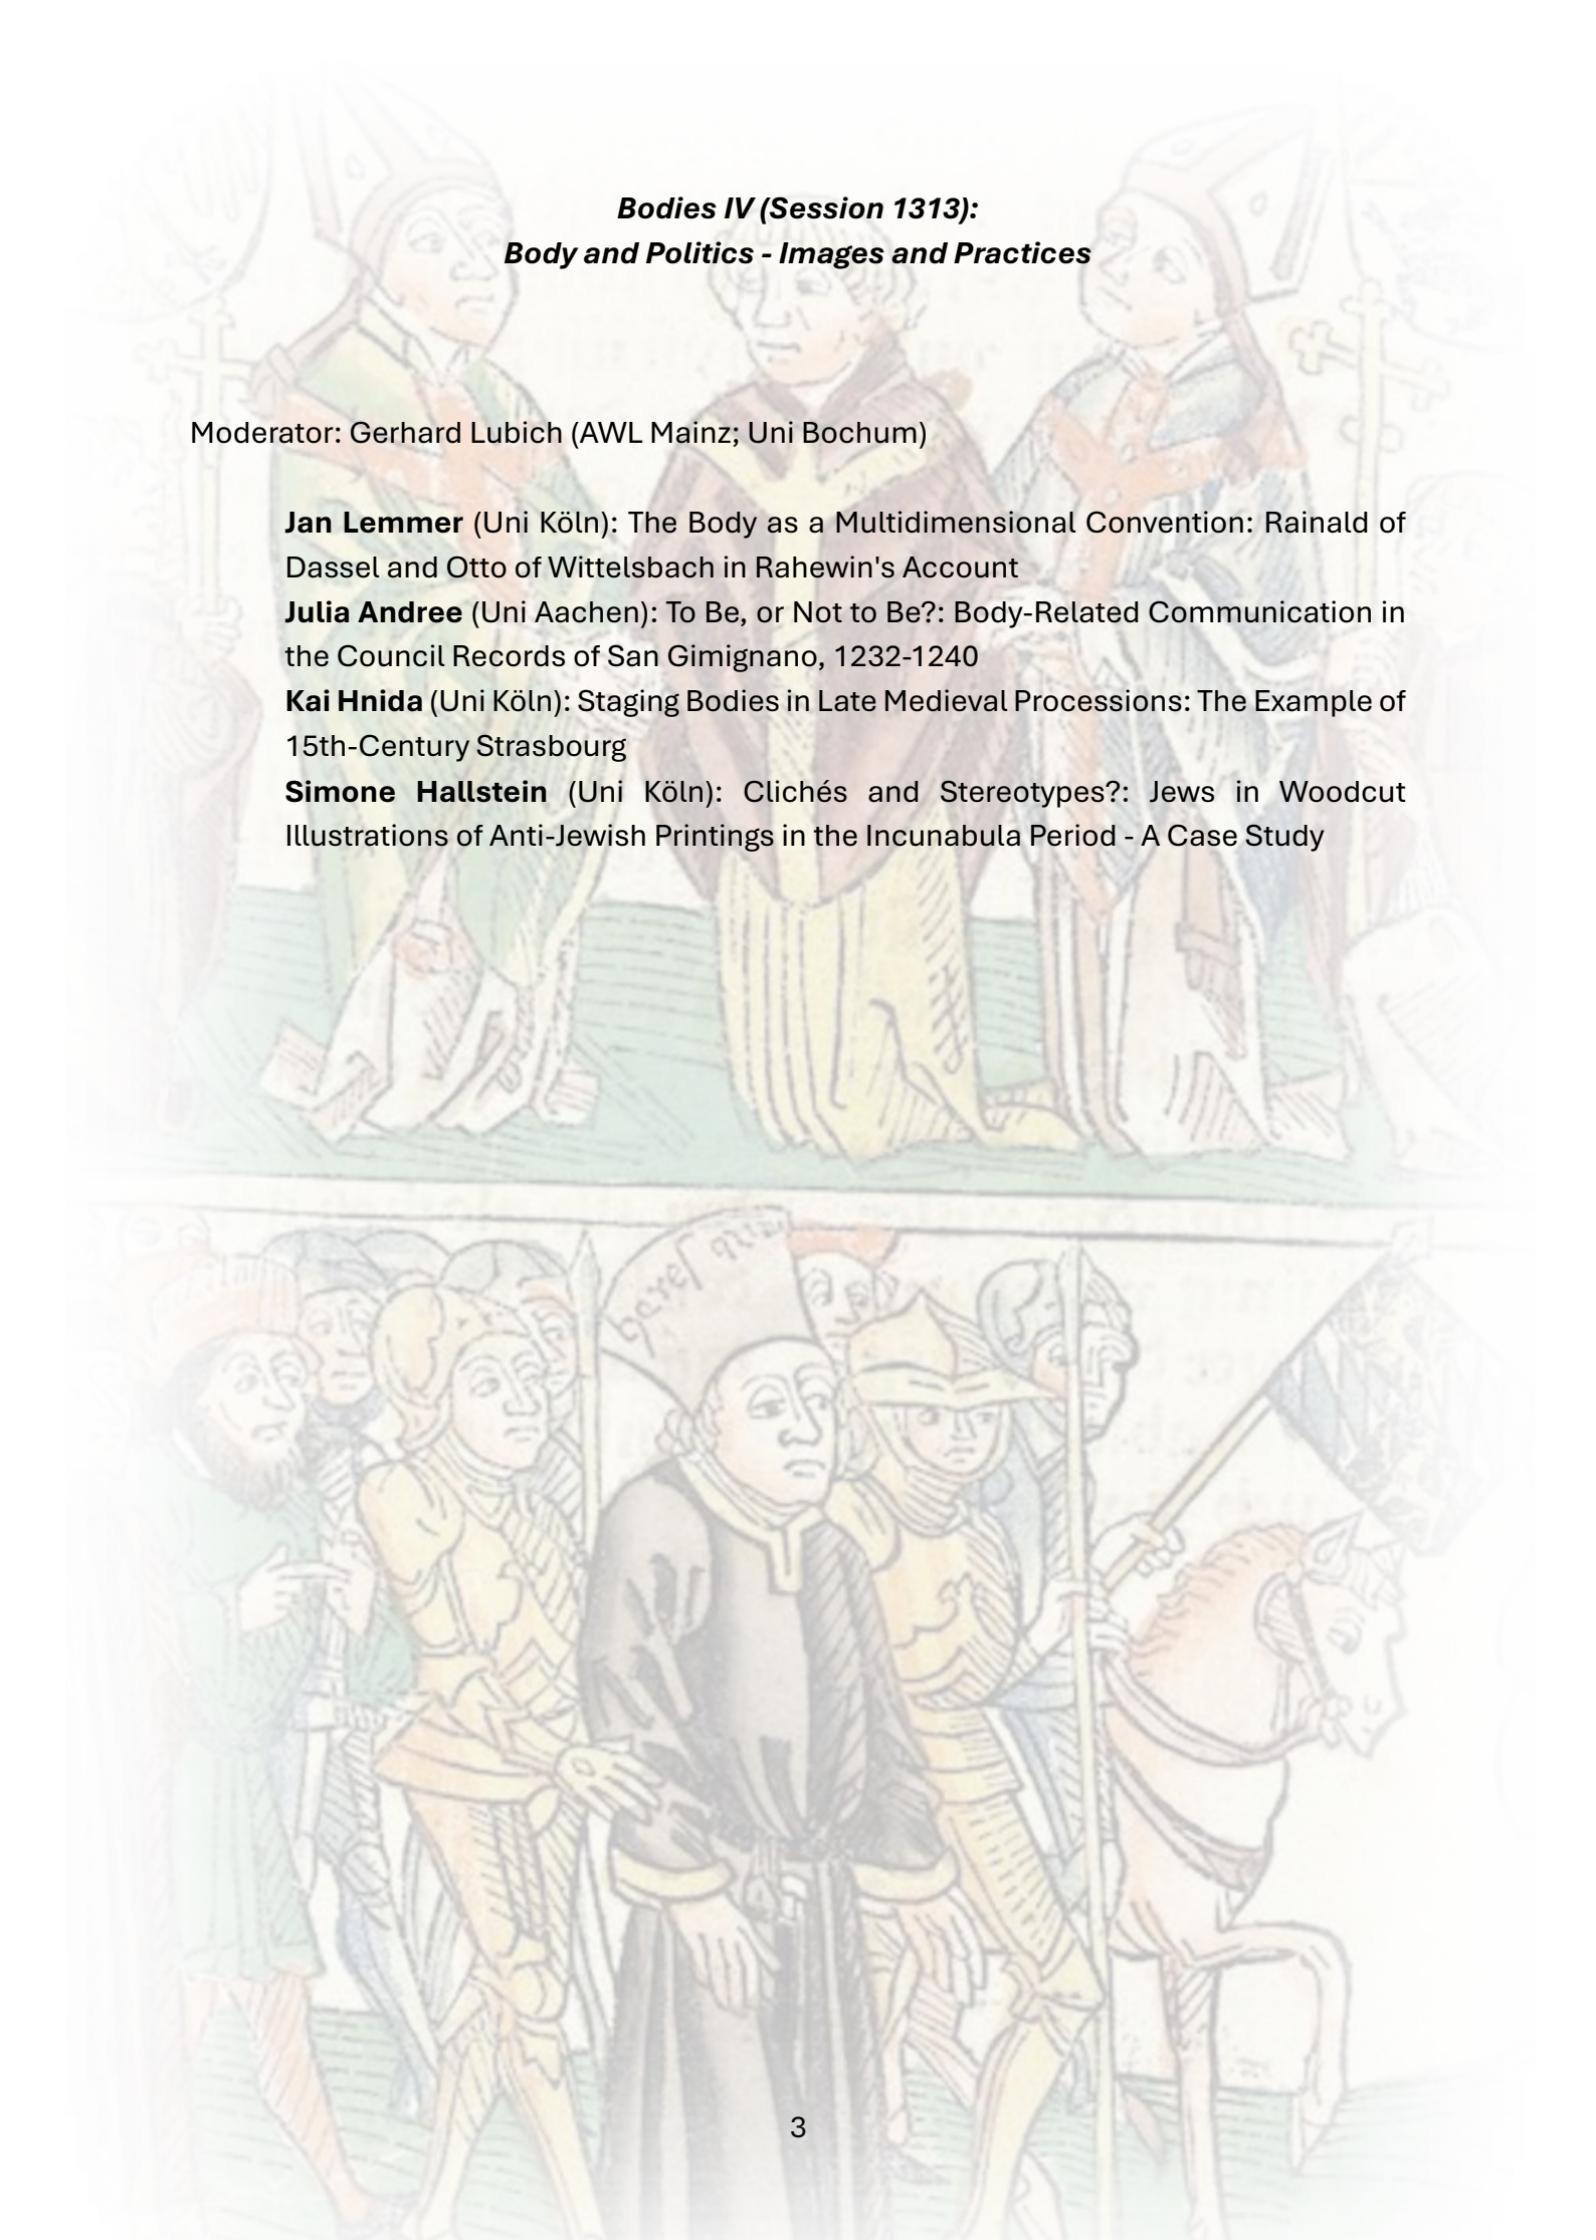 Bodies IV (Session 1313):
Body and Politics - Images and Practices
Moderator: Gerhard Lubich (AWL Mainz; Uni Bochum)
Jan Lemmer (Uni Köln): The Body as a Multidimensional Convention: Rainald of
Dassel and Otto of Wittelsbach in Rahewin's Account
Julia Andree (Uni Aachen): To Be, or Not to Be?: Body-Related Communication in
the Council Records of San Gimignano, 1232-1240
Kai Hnida (Uni Köln): Staging Bodies in Late Medieval Processions: The Example of
15th-Century Strasbourg
Simone Hallstein (Uni Köln): Clichés and Stereotypes?: Jews in Woodcut
Illustrations of Anti-Jewish Printings in the Incunabula Period - A Case Study
3